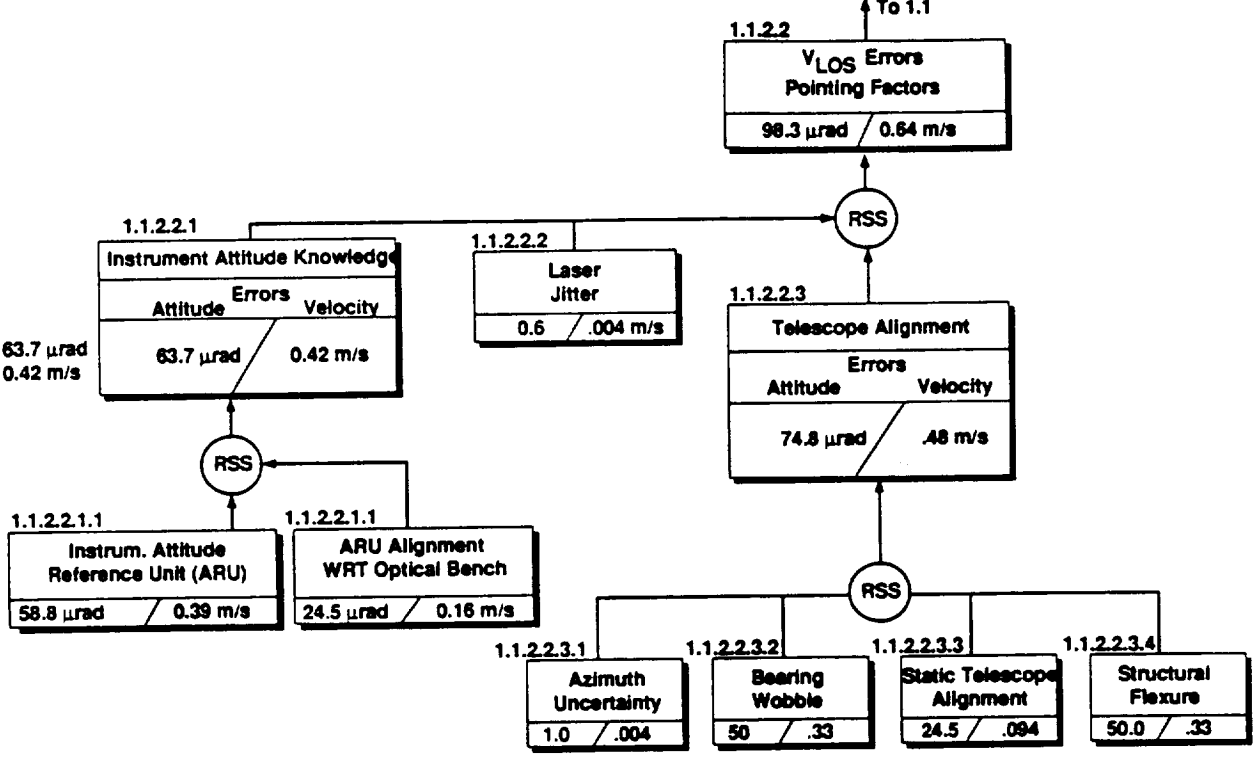 To 1.1
1.1.2.2
VLOS Errors
Pointing Factors
98.3 µrad / 0.64 m/s
RSS
1.1.2.2.1
Instrument Attitude Knowledge
Errors
Attitude Velocity
63.7 µrad / 0.42 m/s
63.7 µrad
0.42 m/s
1.1.2.2.2
Laser
Jitter
0.6 / .004 m/s
1.1.2.2.3
Telescope Alignment
Errors
Attitude Velocity
74.8 µrad / .48 m/s
RSS
1.1.2.2.1.1
Instrum. Attitude
Reference Unit (ARU)
58.8 µrad / 0.39 m/s
1.1.2.2.1.1
ARU Alignment
WRT Optical Bench
24.5 µrad / 0.16 m/s
RSS
1.1.2.2.3.1
Azimuth
Uncertainty
1.0 / .004
1.1.2.2.3.2
Bearing
Wobble
50 / .33
1.1.2.2.3.3
Static Telescope
Alignment
24.5 / .094
1.1.2.2.3.4
Structural
Flexure
50.0 / .33